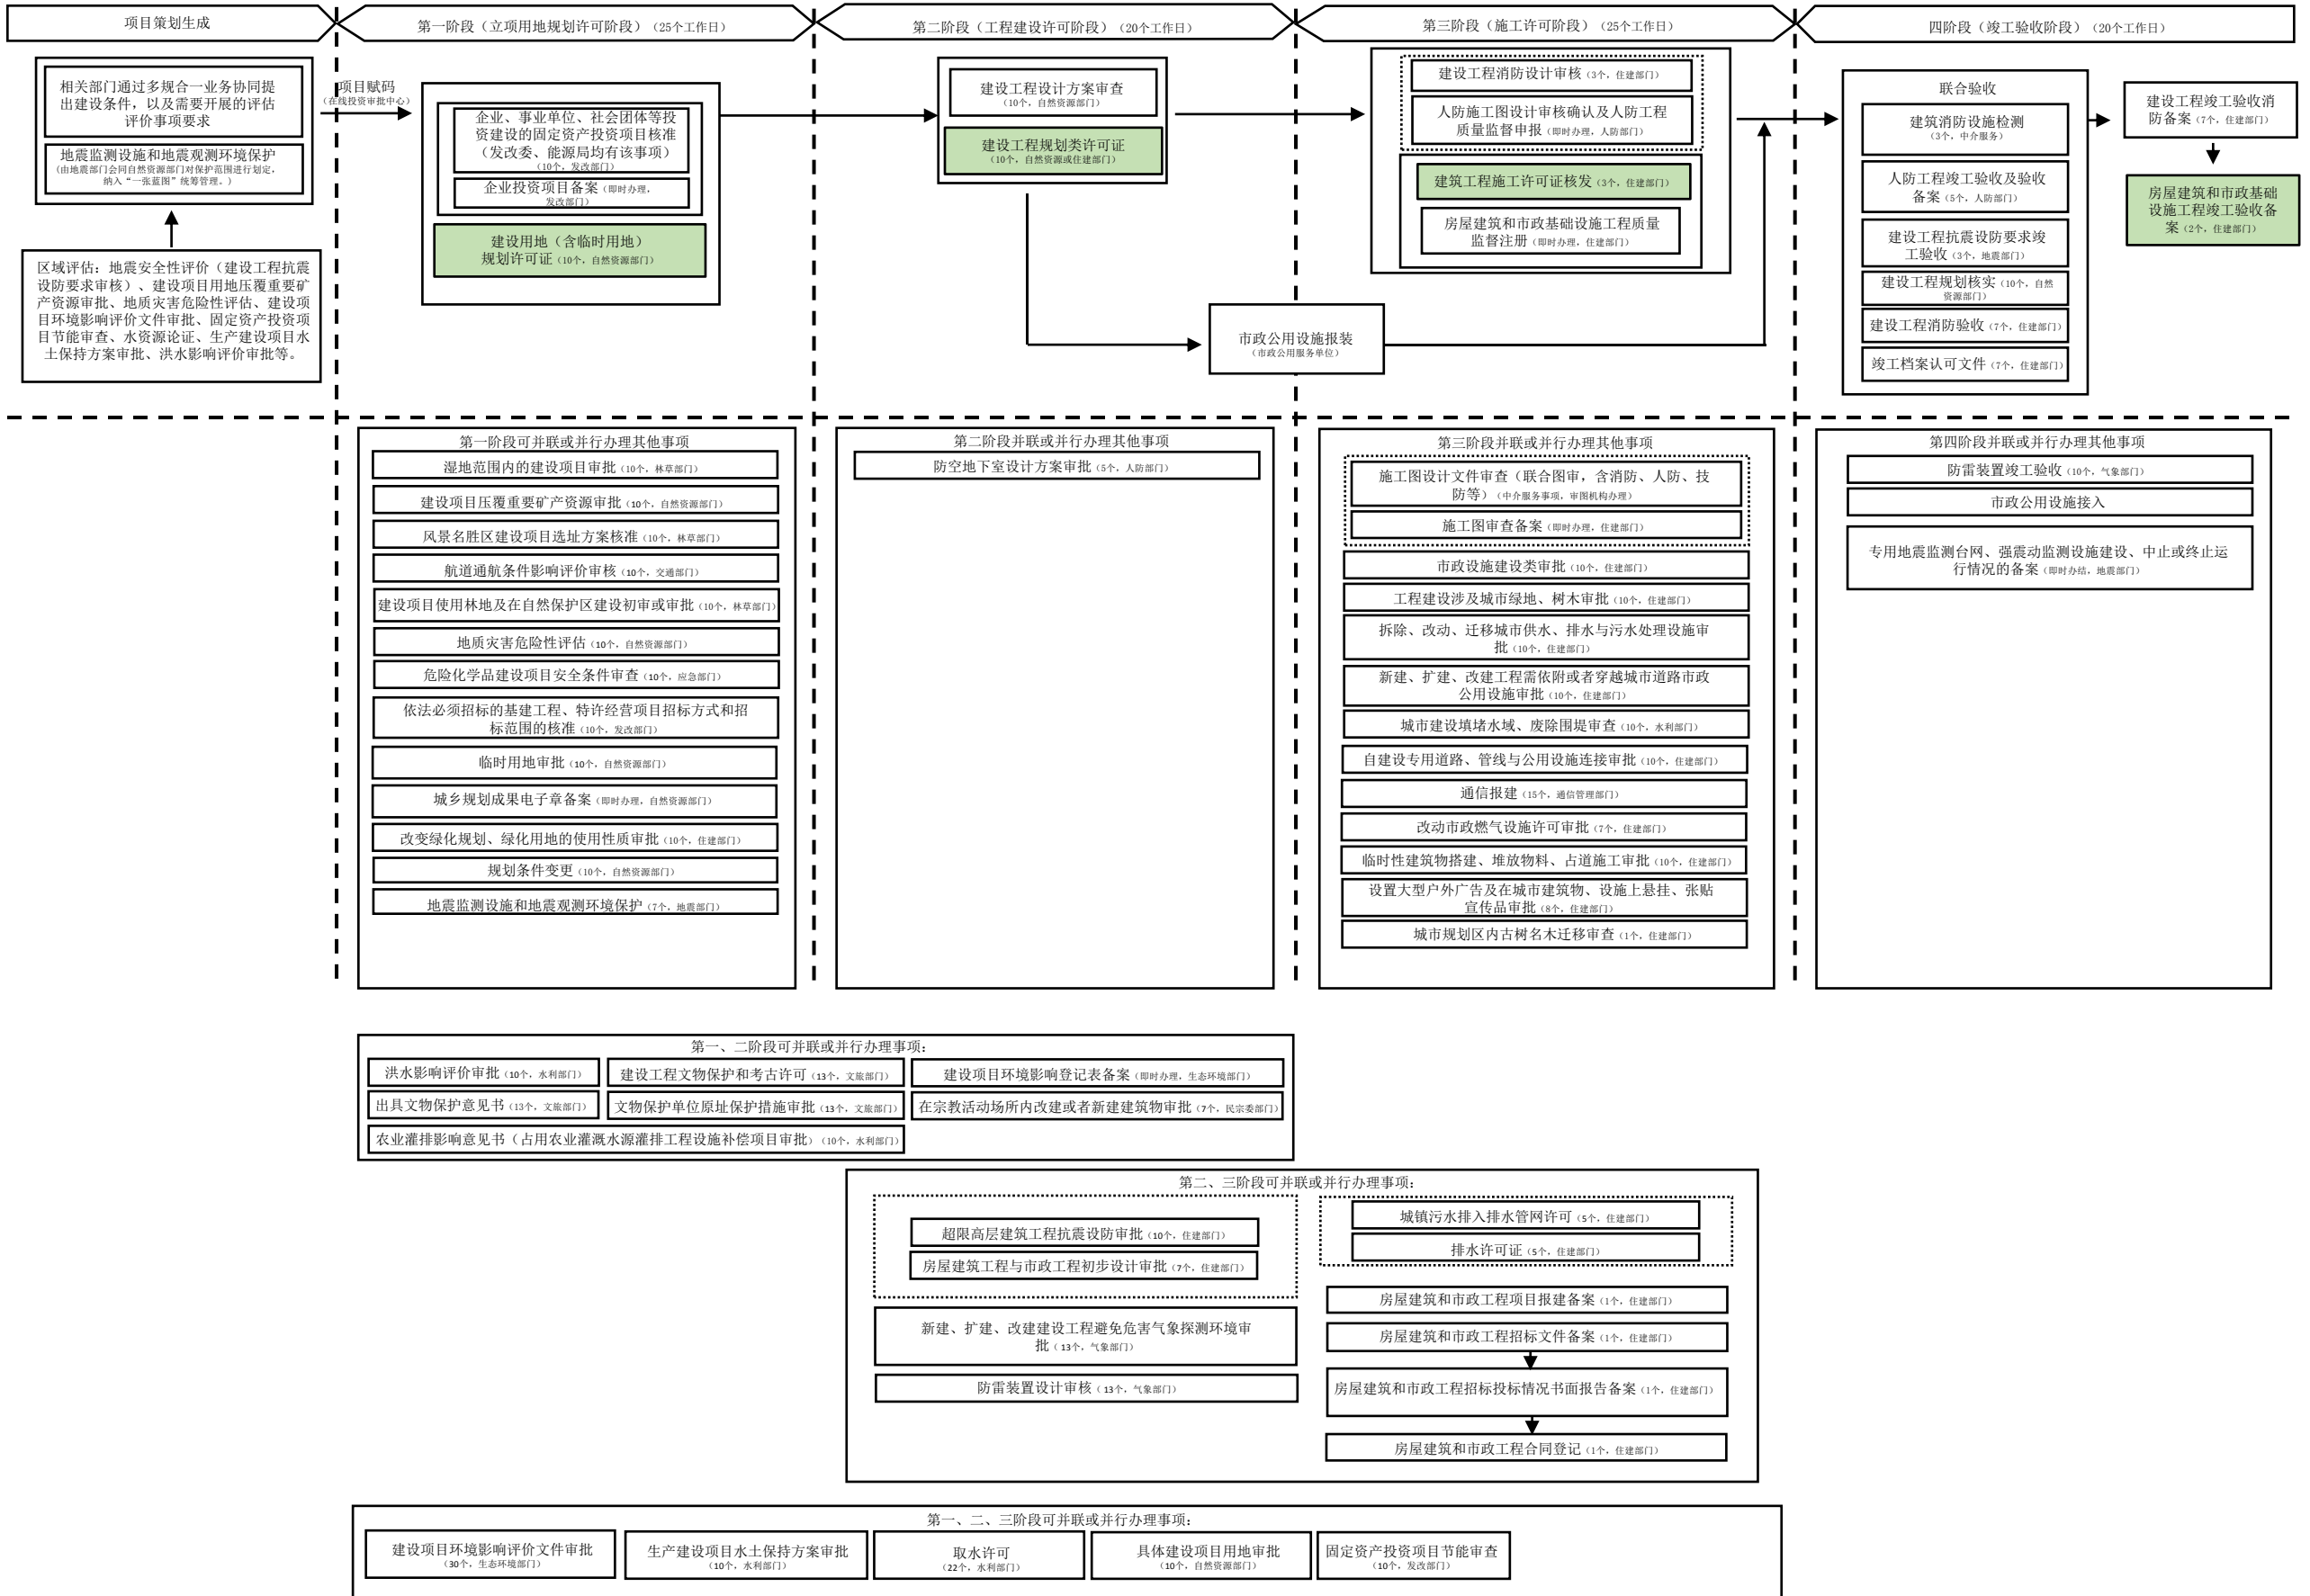 项目策划生成
第一阶段（立项用地规划许可阶段）（25个工作日）
第二阶段（工程建设许可阶段）（20个工作日）
第三阶段（施工许可阶段）（25个工作日）
四阶段（竣工验收阶段）（20个工作日）
相关部门通过多规合一业务协同提
出建设条件，以及需要开展的评估
评价事项要求
地震监测设施和地震观测环境保护
（由地震部门会同自然资源部门对保护范围进行划定，
纳入“一张蓝图”统筹管理。）
区域评估：地震安全性评价（建设工程抗震
设防要求审核）、建设项目用地压覆重要矿
产资源审批、地质灾害危险性评估、建设项
目环境影响评价文件审批、固定资产投资项
目节能审查、水资源论证、生产建设项目水
土保持方案审批、洪水影响评价审批等。
项目赋码
（在线投资审批中心）
企业、事业单位、社会团体等投
资建设的固定资产投资项目核准
（发改委、能源局均有该事项）
（10个，发改部门）
企业投资项目备案（即时办理，
发改部门）
建设用地（含临时用地）
规划许可证（10个，自然资源部门）
建设工程设计方案审查
（10个，自然资源部门）
建设工程规划类许可证
（10个，自然资源或住建部门）
市政公用设施报装
（市政公用服务单位）
建设工程消防设计审核（3个，住建部门）
人防施工图设计审核确认及人防工程
质量监督申报（即时办理，人防部门）
建筑工程施工许可证核发（3个，住建部门）
房屋建筑和市政基础设施工程质量
监督注册（即时办理，住建部门）
联合验收
建筑消防设施检测
（3个，中介服务）
人防工程竣工验收及验收
备案（5个，人防部门）
建设工程抗震设防要求竣
工验收（3个，地震部门）
建设工程规划核实（10个，自然
资源部门）
建设工程消防验收（7个，住建部门）
竣工档案认可文件（7个，住建部门）
建设工程竣工验收消
防备案（7个，住建部门）
房屋建筑和市政基础
设施工程竣工验收备
案（2个，住建部门）
第一阶段可并联或并行办理其他事项
湿地范围内的建设项目审批（10个，林草部门）
建设项目压覆重要矿产资源审批（10个，自然资源部门）
风景名胜区建设项目选址方案核准（10个，林草部门）
航道通航条件影响评价审核（10个，交通部门）
建设项目使用林地及在自然保护区建设初审或审批（10个，林草部门）
地质灾害危险性评估（10个，自然资源部门）
危险化学品建设项目安全条件审查（10个，应急部门）
依法必须招标的基建工程、特许经营项目招标方式和招
标范围的核准（10个，发改部门）
临时用地审批（10个，自然资源部门）
城乡规划成果电子章备案（即时办理，自然资源部门）
改变绿化规划、绿化用地的使用性质审批（10个，住建部门）
规划条件变更（10个，自然资源部门）
地震监测设施和地震观测环境保护（7个，地震部门）
第二阶段并联或并行办理其他事项
防空地下室设计方案审批（5个，人防部门）
第三阶段并联或并行办理其他事项
施工图设计文件审查（联合图审，含消防、人防、技
防等）（中介服务事项，审图机构办理）
施工图审查备案（即时办理，住建部门）
市政设施建设类审批（10个，住建部门）
工程建设涉及城市绿地、树木审批（10个，住建部门）
拆除、改动、迁移城市供水、排水与污水处理设施审
批（10个，住建部门）
新建、扩建、改建工程需依附或者穿越城市道路市政
公用设施审批（10个，住建部门）
城市建设填堵水域、废除围堤审查（10个，水利部门）
自建设专用道路、管线与公用设施连接审批（10个，住建部门）
通信报建（15个，通信管理部门）
改动市政燃气设施许可审批（7个，住建部门）
临时性建筑物搭建、堆放物料、占道施工审批（10个，住建部门）
设置大型户外广告及在城市建筑物、设施上悬挂、张贴
宣传品审批（8个，住建部门）
城市规划区内古树名木迁移审查（1个，住建部门）
第四阶段并联或并行办理其他事项
防雷装置竣工验收（10个，气象部门）
市政公用设施接入
专用地震监测台网、强震动监测设施建设、中止或终止运
行情况的备案（即时办结，地震部门）
第一、二阶段可并联或并行办理事项：
洪水影响评价审批（10个，水利部门）
建设工程文物保护和考古许可（13个，文旅部门）
建设项目环境影响登记表备案（即时办理，生态环境部门）
出具文物保护意见书（13个，文旅部门）
文物保护单位原址保护措施审批（13个，文旅部门）
在宗教活动场所内改建或者新建建筑物审批（7个，民宗委部门）
农业灌排影响意见书（占用农业灌溉水源灌排工程设施补偿项目审批）（10个，水利部门）
第二、三阶段可并联或并行办理事项：
超限高层建筑工程抗震设防审批（10个，住建部门）
房屋建筑工程与市政工程初步设计审批（7个，住建部门）
新建、扩建、改建建设工程避免危害气象探测环境审
批（13个，气象部门）
防雷装置设计审核（13个，气象部门）
城镇污水排入排水管网许可（5个，住建部门）
排水许可证（5个，住建部门）
房屋建筑和市政工程项目报建备案（1个，住建部门）
房屋建筑和市政工程招标文件备案（1个，住建部门）
房屋建筑和市政工程招标投标情况书面报告备案（1个，住建部门）
房屋建筑和市政工程合同登记（1个，住建部门）
第一、二、三阶段可并联或并行办理事项：
建设项目环境影响评价文件审批
（30个，生态环境部门）
生产建设项目水土保持方案审批
（10个，水利部门）
取水许可
（22个，水利部门）
具体建设项目用地审批
（10个，自然资源部门）
固定资产投资项目节能审查
（10个，发改部门）